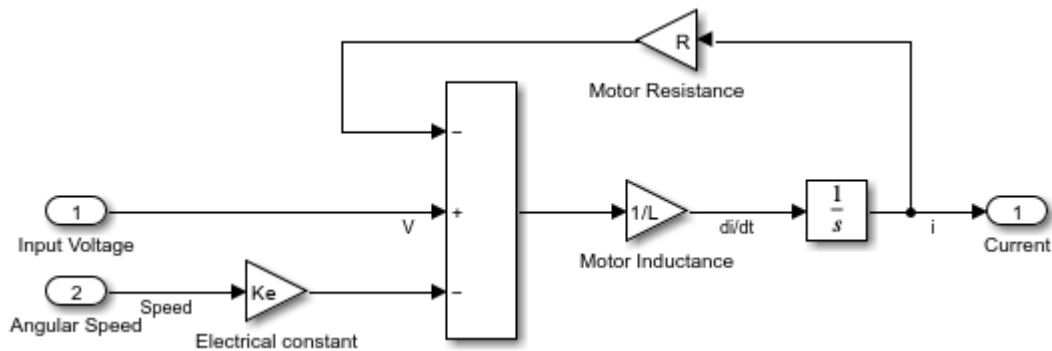 R
Motor Resistance
−
1
Input Voltage
V
+
1/L
Motor Inductance
di/dt
1
s
i
1
Current
2
Angular Speed
Speed
Ke
Electrical constant
−